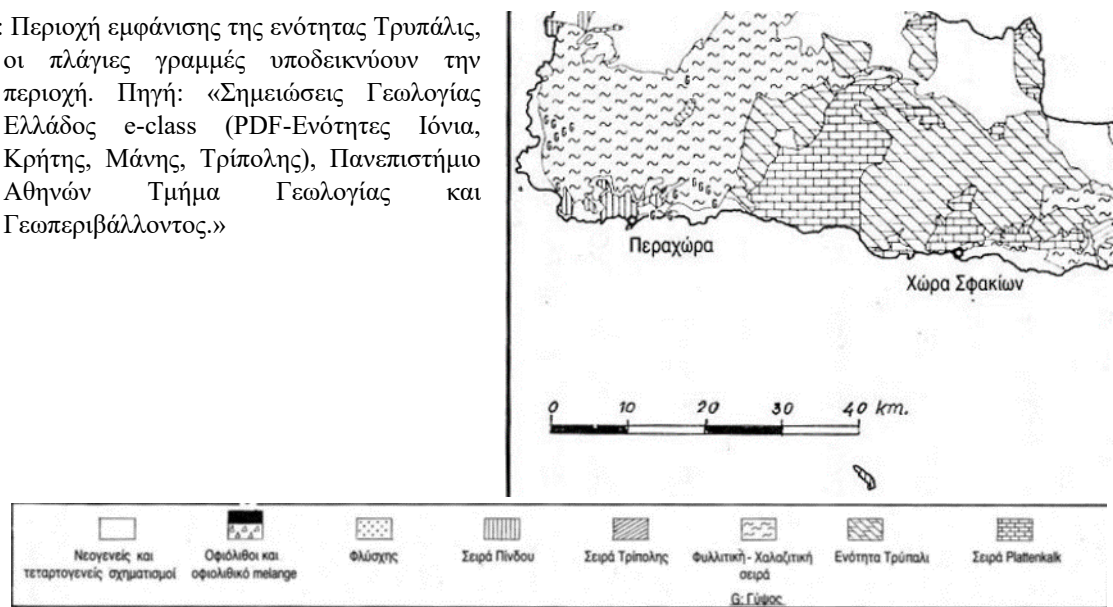 : Περιοχή εμφάνισης της ενότητας Τρυπάλις,
οι πλάγιες γραμμές υποδεικνύουν την
περιοχή. Πηγή: «Σημειώσεις Γεωλογίας
Ελλάδος e-class (PDF-Ενότητες Ιόνια,
Κρήτης, Μάνης, Τρίπολης), Πανεπιστήμιο
Αθηνών Τμήμα Γεωλογίας και
Γεωπεριβάλλοντος.»
G
G
G G
G G
G G G
G G
Περαχώρα
Χώρα Σφακίων
0 10 20 30 40 km.
Νεογενείς και
τεταρτογενείς σχηματισμοί
Οφιόλιθοι και
οφιολιθικό melange
Φλύσχης
Σειρά Πίνδου
Σειρά Τρίπολης
Φυλλιτική - Χαλαζιτική
σειρά
G: Γύψος
Ενότητα Τρύπαλι
Σειρά Plattenkalk